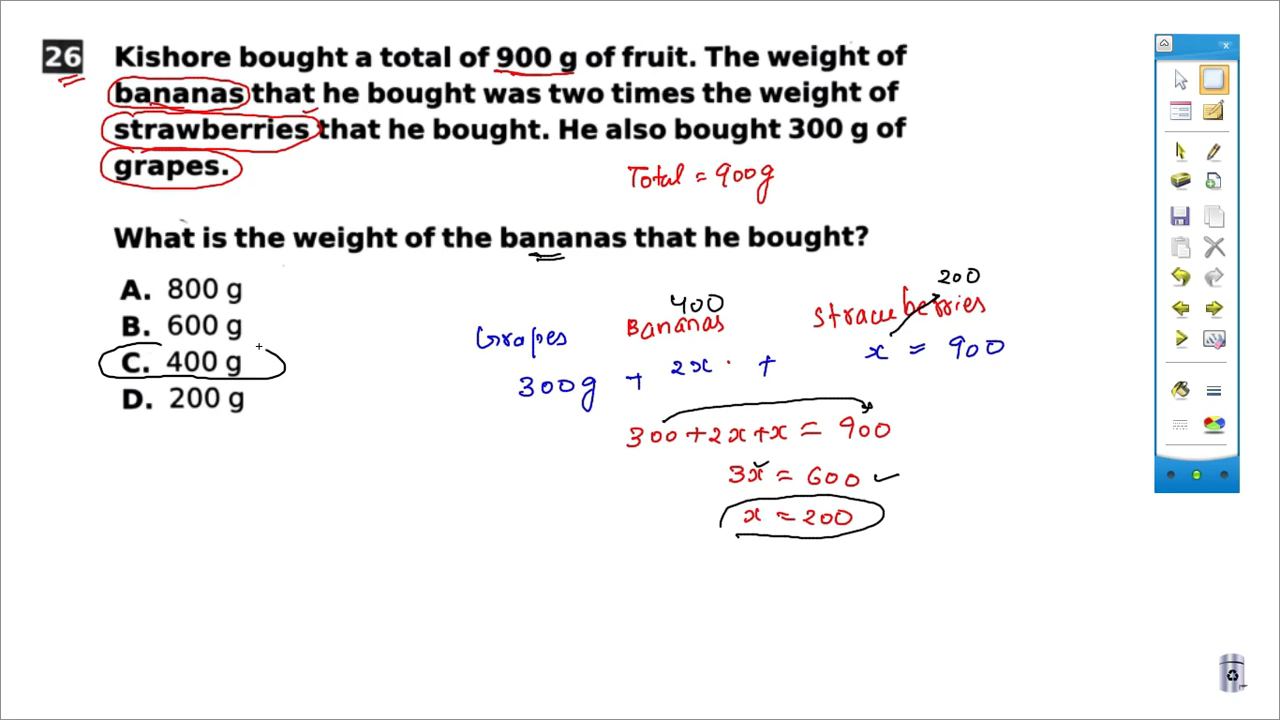 26 Kishore bought a total of 900 g of fruit. The weight of
bananas that he bought was two times the weight of
strawberries that he bought. He also bought 300 g of
grapes.
Total = 900g
What is the weight of the bananas that he bought?
A. 800 g
B. 600 g
C. 400 g
D. 200 g
400 200
Grapes Bananas Strawberries
300g + 2x + x = 900
300 + 2x + x = 900
3x = 600
x = 200